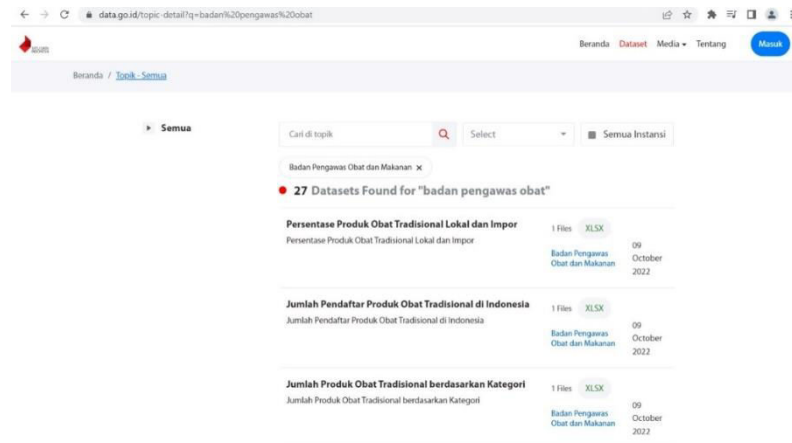 data.go.id/topic-detail?q=badan%20pengawas%20obat
Beranda Dataset Media Tentang Masuk
Beranda / Topik - Semua
Semua
Cari di topik
Select
Semua Instansi
Badan Pengawas Obat dan Makanan x
27 Datasets Found for "badan pengawas obat"
Persentase Produk Obat Tradisional Lokal dan Impor
Persentase Produk Obat Tradisional Lokal dan Impor
1 Files XLSX
Badan Pengawas
Obat dan Makanan
09
October
2022
Jumlah Pendaftar Produk Obat Tradisional di Indonesia
Jumlah Pendaftar Produk Obat Tradisional di Indonesia
1 Files XLSX
Badan Pengawas
Obat dan Makanan
09
October
2022
Jumlah Produk Obat Tradisional berdasarkan Kategori
Jumlah Produk Obat Tradisional berdasarkan Kategori
1 Files XLSX
Badan Pengawas
Obat dan Makanan
09
October
2022